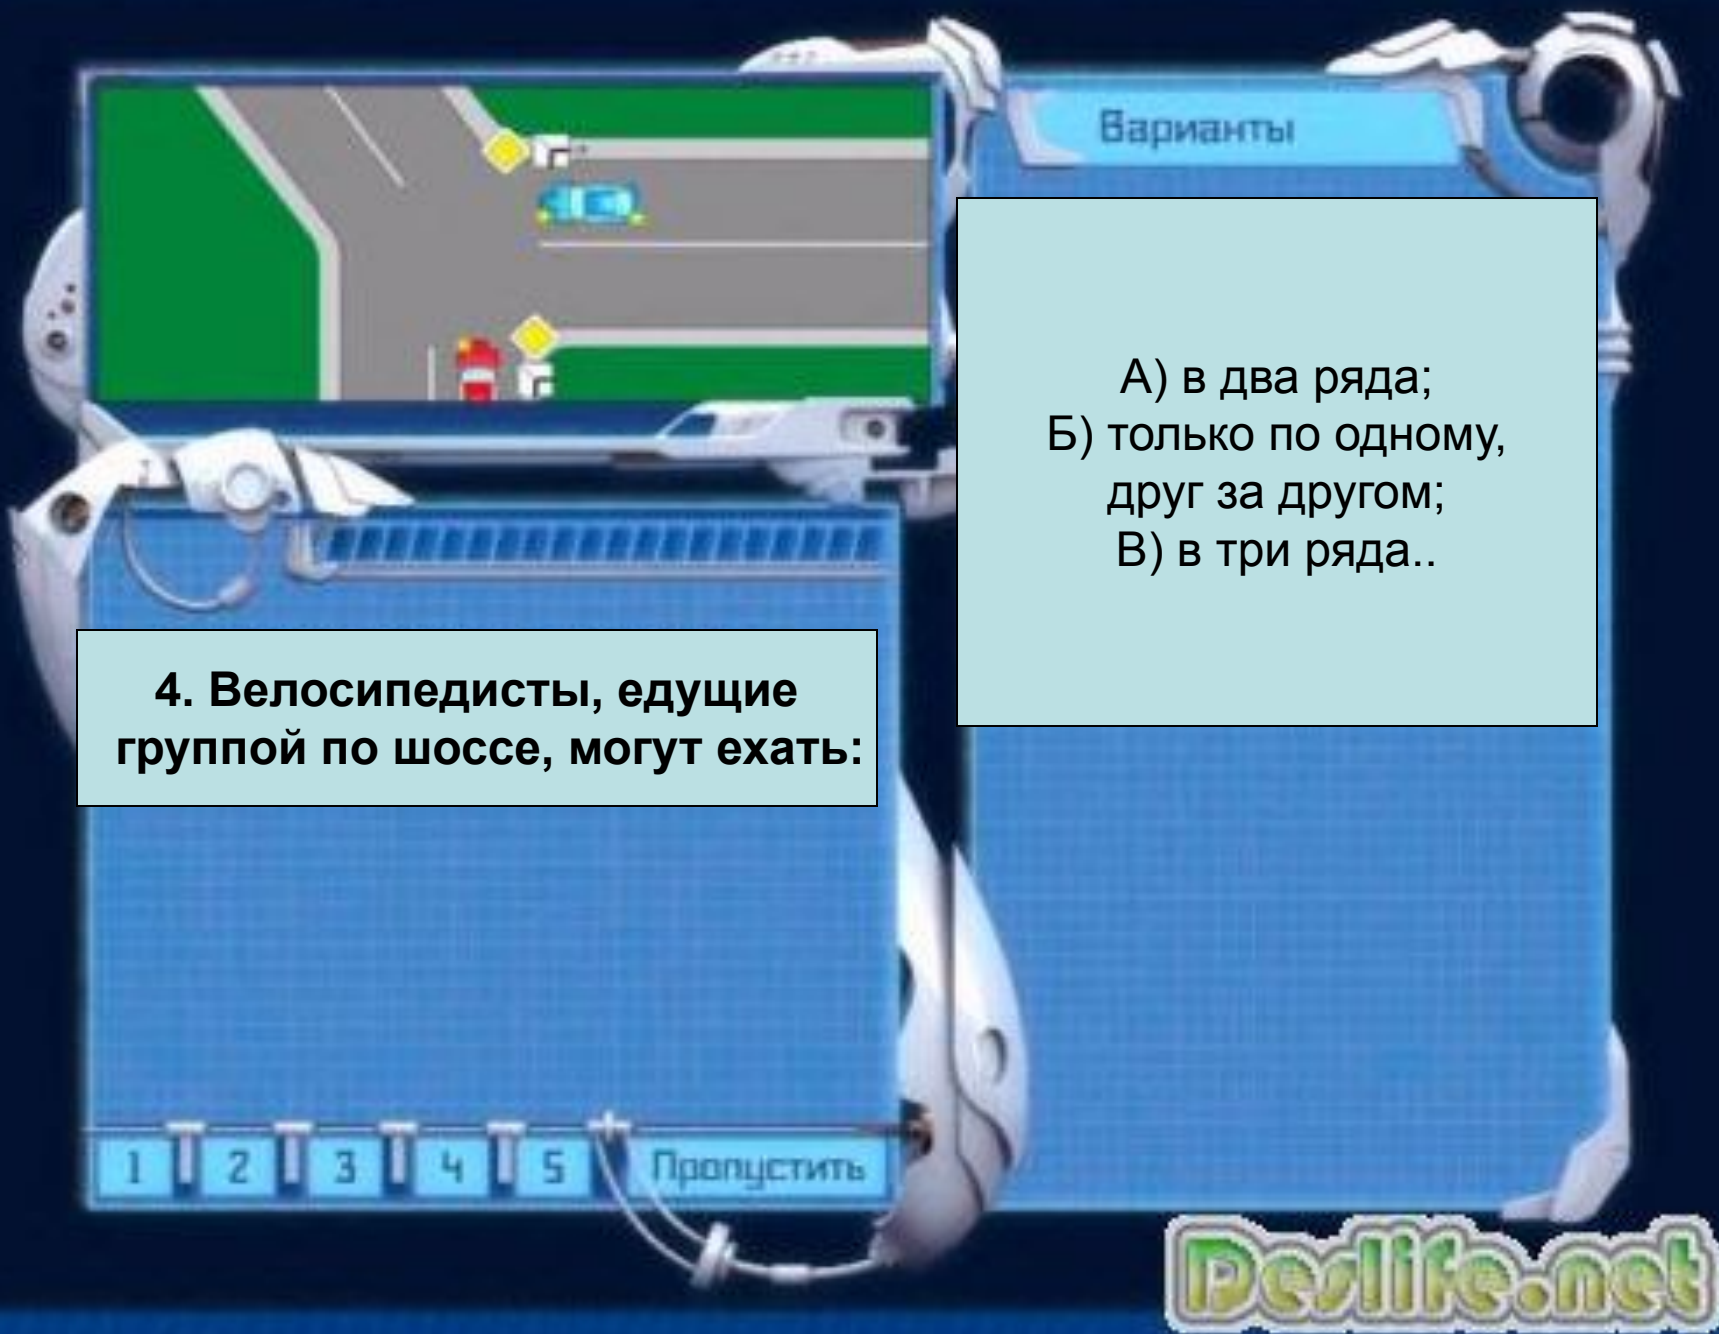 Варианты
А) в два ряда;
Б) только по одному,
друг за другом;
В) в три ряда..
4. Велосипедисты, едущие
группой по шоссе, могут ехать:
1 2 3 4 5 Пропустить
Deslife.net